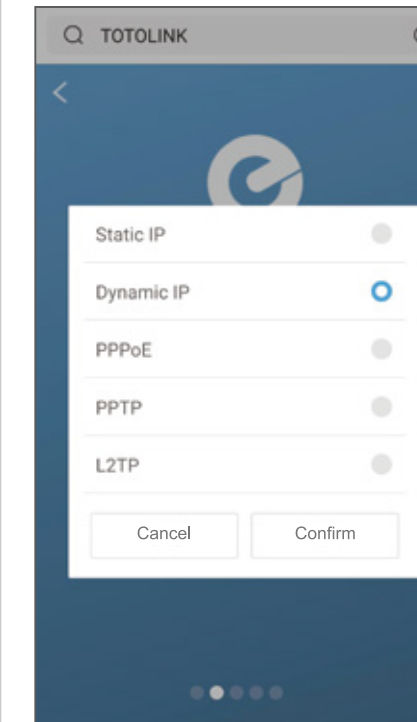 TOTOLINK
Static IP
Dynamic IP
PPPoE
PPTP
L2TP
Cancel Confirm